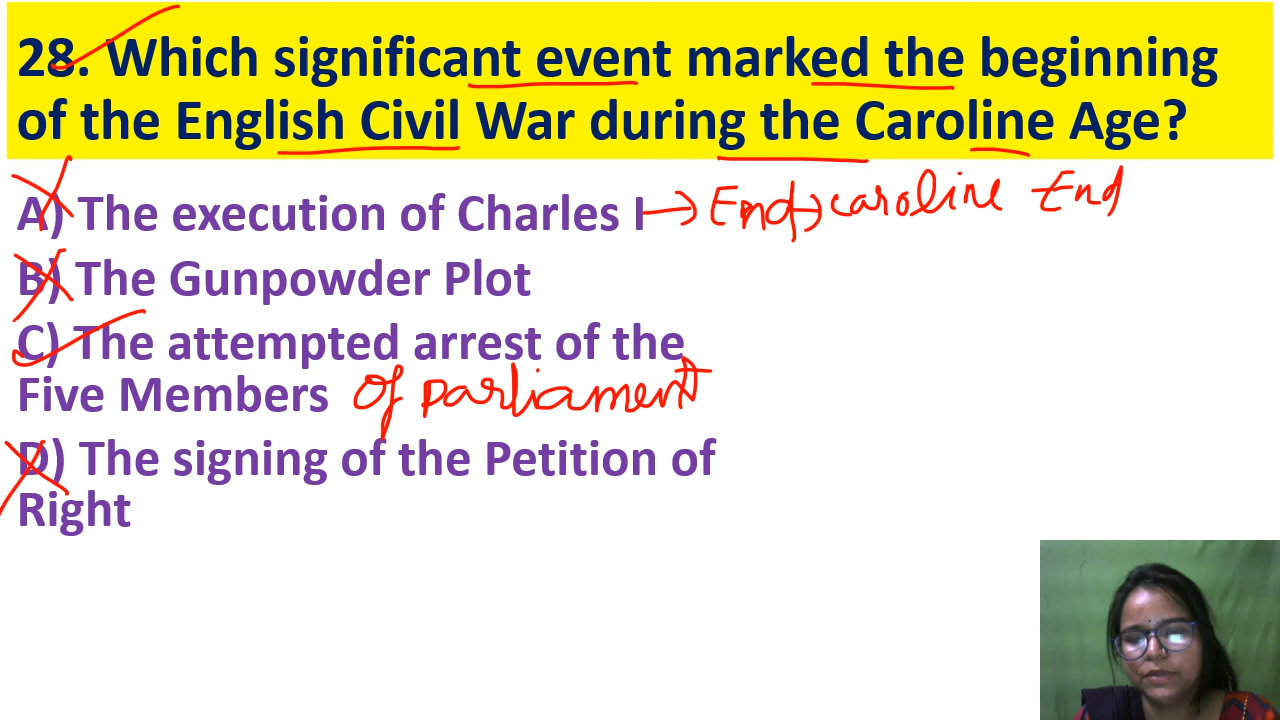 28. Which significant event marked the beginning
of the English Civil War during the Caroline Age?
A) The execution of Charles I → End → caroline End
B) The Gunpowder Plot
C) The attempted arrest of the
Five Members of parliament
D) The signing of the Petition of
Right